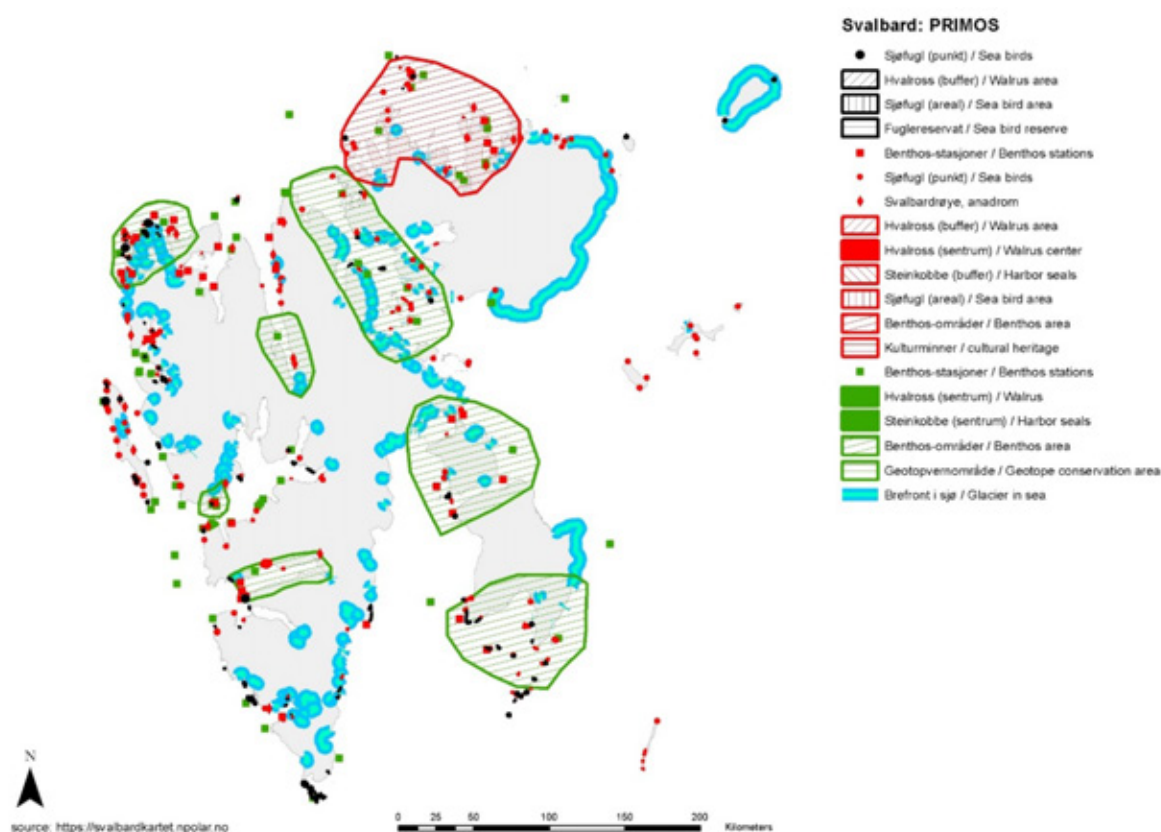 Svalbard: PRIMOS
Sjøfugl (punkt) / Sea birds
Hvalross (buffer) / Walrus area
Sjøfugl (areal) / Sea bird area
Fuglereservat / Sea bird reserve
Benthos-stasjoner / Benthos stations
Sjøfugl (punkt) / Sea birds
Svalbardrøye, anadrom
Hvalross (buffer) / Walrus area
Hvalross (sentrum) / Walrus center
Steinkobbe (buffer) / Harbor seals
Sjøfugl (areal) / Sea bird area
Benthos-områder / Benthos area
Kulturminner / cultural heritage
Benthos-stasjoner / Benthos stations
Hvalross (sentrum) / Walrus
Steinkobbe (sentrum) / Harbor seals
Benthos-områder / Benthos area
Geotopvernområde / Geotope conservation area
Brefront i sjø / Glacier in sea
N
source: https://svalbardkartet.npolar.no
0 25 50 100 150 200
Kilometers